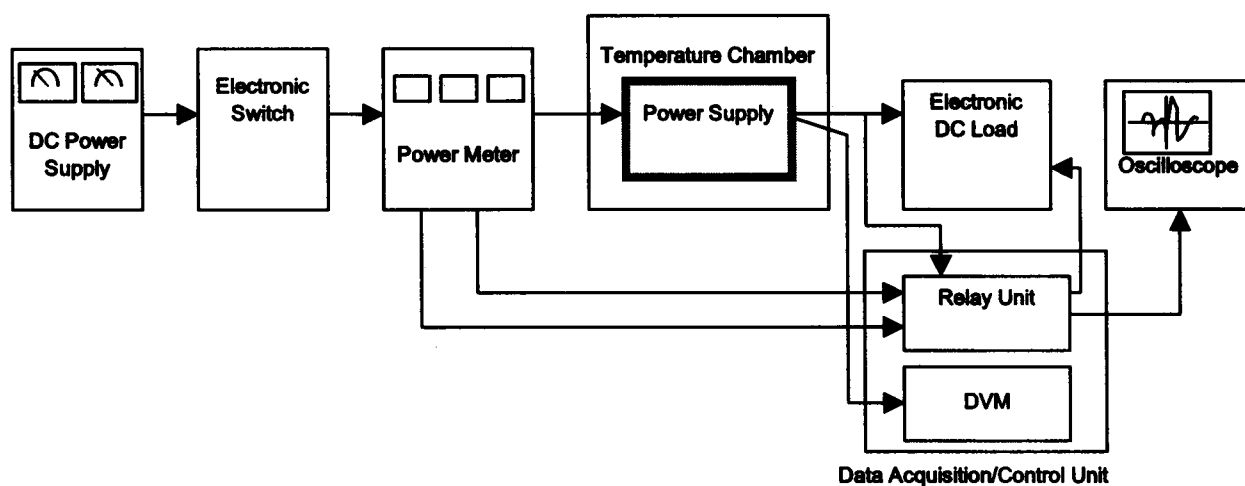 DC Power
Supply
Electronic
Switch
Power Meter
Temperature Chamber
Power Supply
Electronic
DC Load
Oscilloscope
Relay Unit
DVM
Data Acquisition/Control Unit